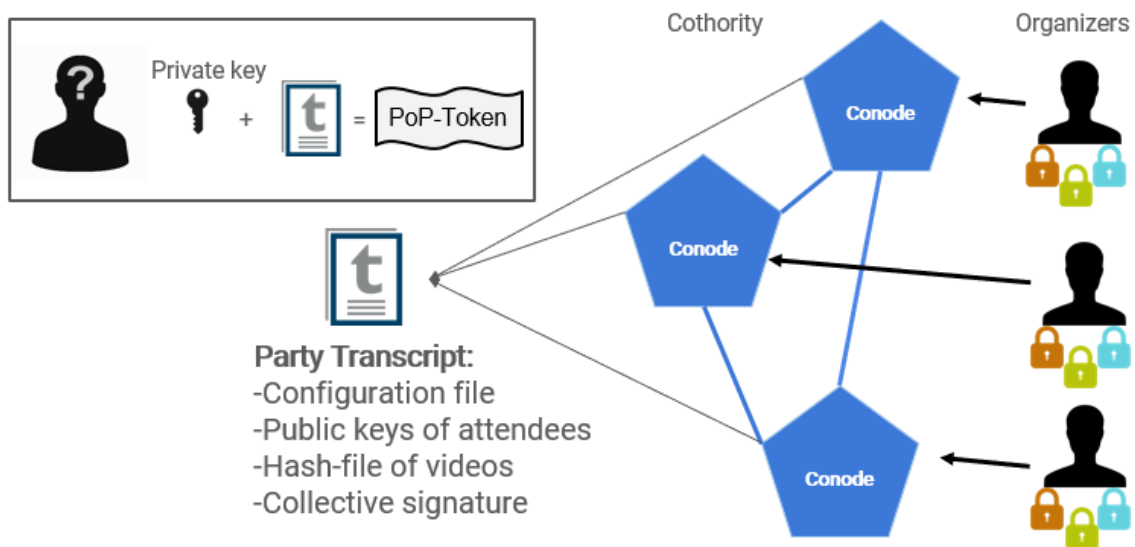 Cothority
Organizers
?
Private key
+
t
=
PoP-Token
Conode
Conode
t
Party Transcript:
-Configuration file
-Public keys of attendees
-Hash-file of videos
-Collective signature
Conode